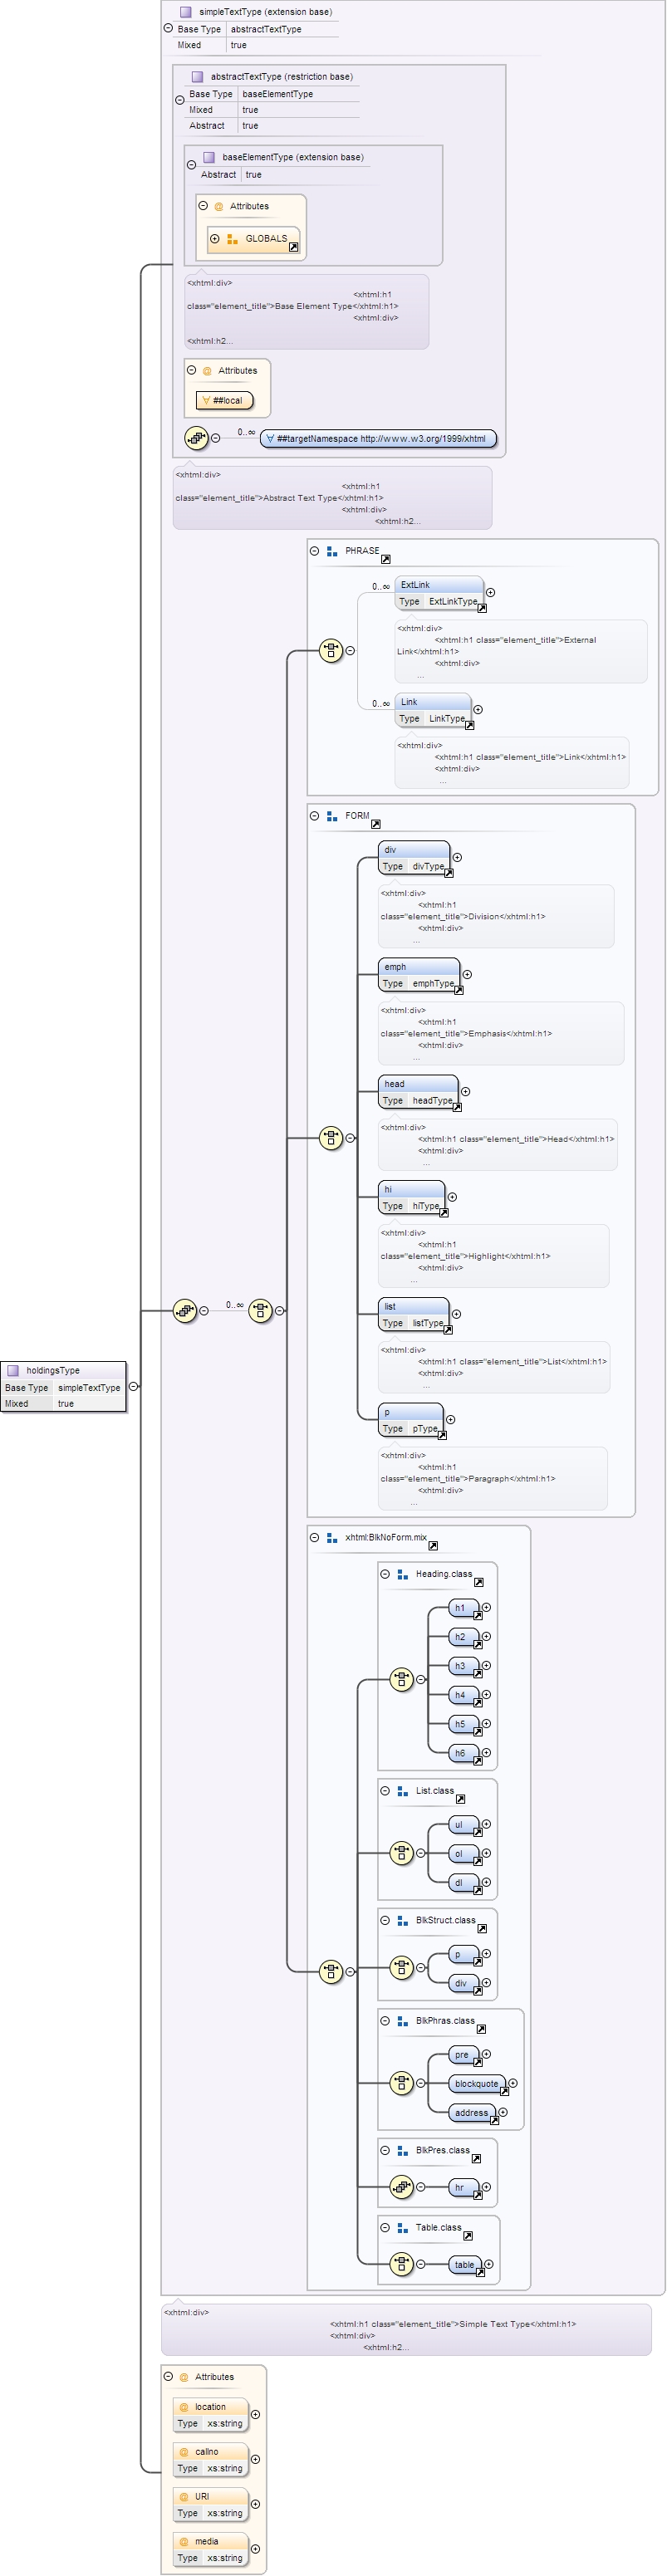 simpleTextType (extension base)
Base Type abstractTextType
Mixed true
abstractTextType (restriction base)
Base Type baseElementType
Mixed true
Abstract true
baseElementType (extension base)
Abstract true
@ Attributes
GLOBALS
<xhtml:div>
<xhtml:h1
class="element_title">Base Element Type</xhtml:h1>
<xhtml:div>
<xhtml:h2...
@ Attributes
∀ ##local
0..∞ ∀ ##targetNamespace http://www.w3.org/1999/xhtml
<xhtml:div>
<xhtml:h1
class="element_title">Abstract Text Type</xhtml:h1>
<xhtml:div>
<xhtml:h2...
PHRASE
0..∞ ExtLink
Type ExtLinkType
<xhtml:div>
<xhtml:h1 class="element_title">External
Link</xhtml:h1>
<xhtml:div>
...
0..∞ Link
Type LinkType
<xhtml:div>
<xhtml:h1 class="element_title">Link</xhtml:h1>
<xhtml:div>
...
FORM
div
Type divType
<xhtml:div>
<xhtml:h1
class="element_title">Division</xhtml:h1>
<xhtml:div>
...
emph
Type emphType
<xhtml:div>
<xhtml:h1
class="element_title">Emphasis</xhtml:h1>
<xhtml:div>
...
head
Type headType
<xhtml:div>
<xhtml:h1 class="element_title">Head</xhtml:h1>
<xhtml:div>
...
hi
Type hiType
<xhtml:div>
<xhtml:h1
class="element_title">Highlight</xhtml:h1>
<xhtml:div>
...
0..∞
list
Type listType
<xhtml:div>
<xhtml:h1 class="element_title">List</xhtml:h1>
<xhtml:div>
...
holdingsType
Base Type simpleTextType
Mixed true
p
Type pType
<xhtml:div>
<xhtml:h1
class="element_title">Paragraph</xhtml:h1>
<xhtml:div>
...
xhtml:BlkNoForm.mix
Heading.class
h1
h2
h3
h4
h5
h6
List.class
ul
ol
dl
BlkStruct.class
p
div
BlkPhras.class
pre
blockquote
address
BlkPres.class
hr
Table.class
table
<xhtml:div>
<xhtml:h1 class="element_title">Simple Text Type</xhtml:h1>
<xhtml:div>
<xhtml:h2...
@ Attributes
@ location
Type xs:string
@ callno
Type xs:string
@ URI
Type xs:string
@ media
Type xs:string